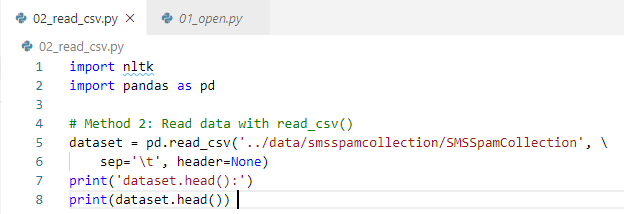 02_read_csv.py × 01_open.py
02_read_csv.py
1 import nltk
2 import pandas as pd
3
4 # Method 2: Read data with read_csv()
5 dataset = pd.read_csv('../data/smsspamcollection/SMSSpamCollection', \
6     sep='\t', header=None)
7 print('dataset.head():')
8 print(dataset.head())